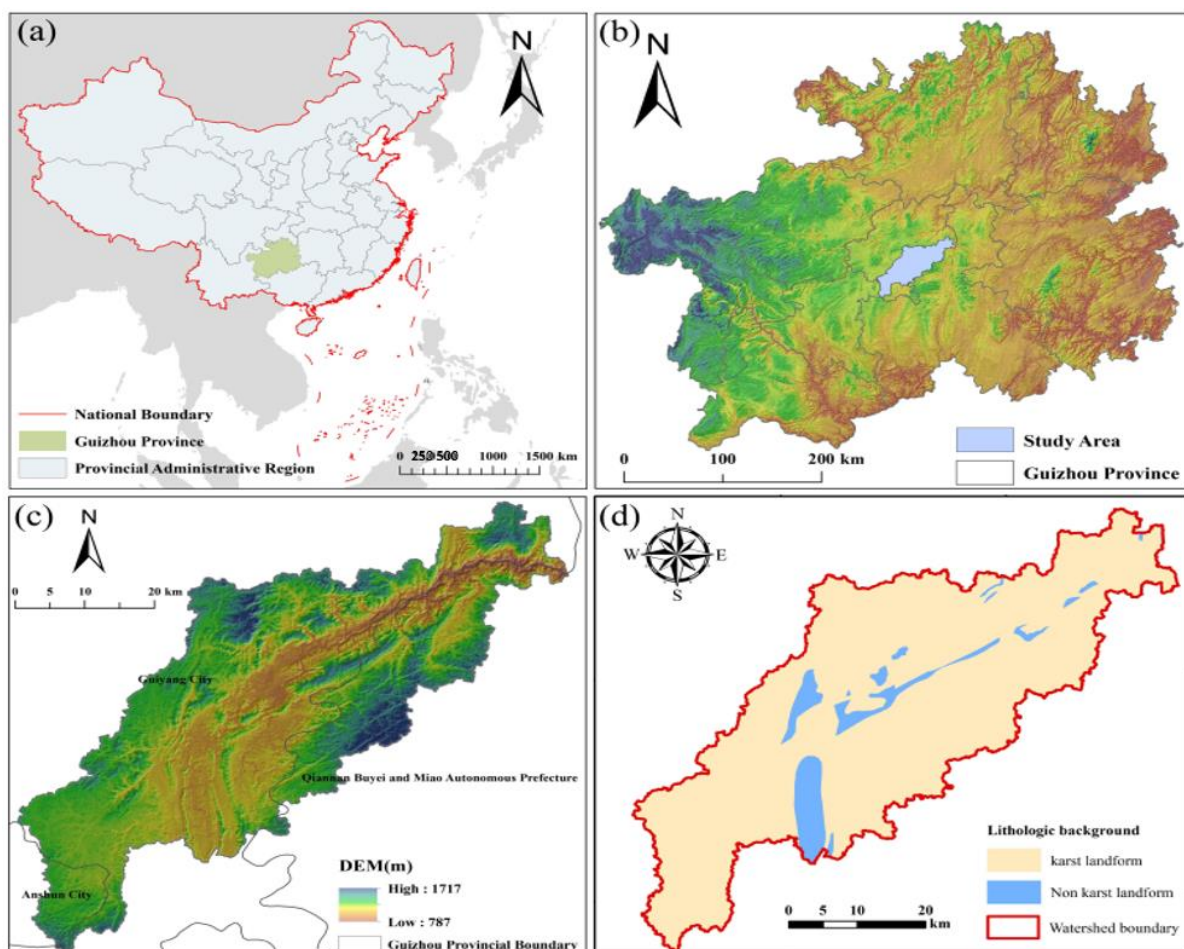 (a)
N
National Boundary
Guizhou Province
Provincial Administrative Region
0 250 500 1000 1500 km
(b)
N
0 100 200 km
Study Area
Guizhou Province
(c)
N
0 5 10 20 km
Guiyang City
Qiannan Buyei and Miao Autonomous Prefecture
Anshun City
DEM(m)
High : 1717
Low : 787
Guizhou Provincial Boundary
(d)
N
W E
S
Lithologic background
karst landform
Non karst landform
Watershed boundary
0 5 10 20
km